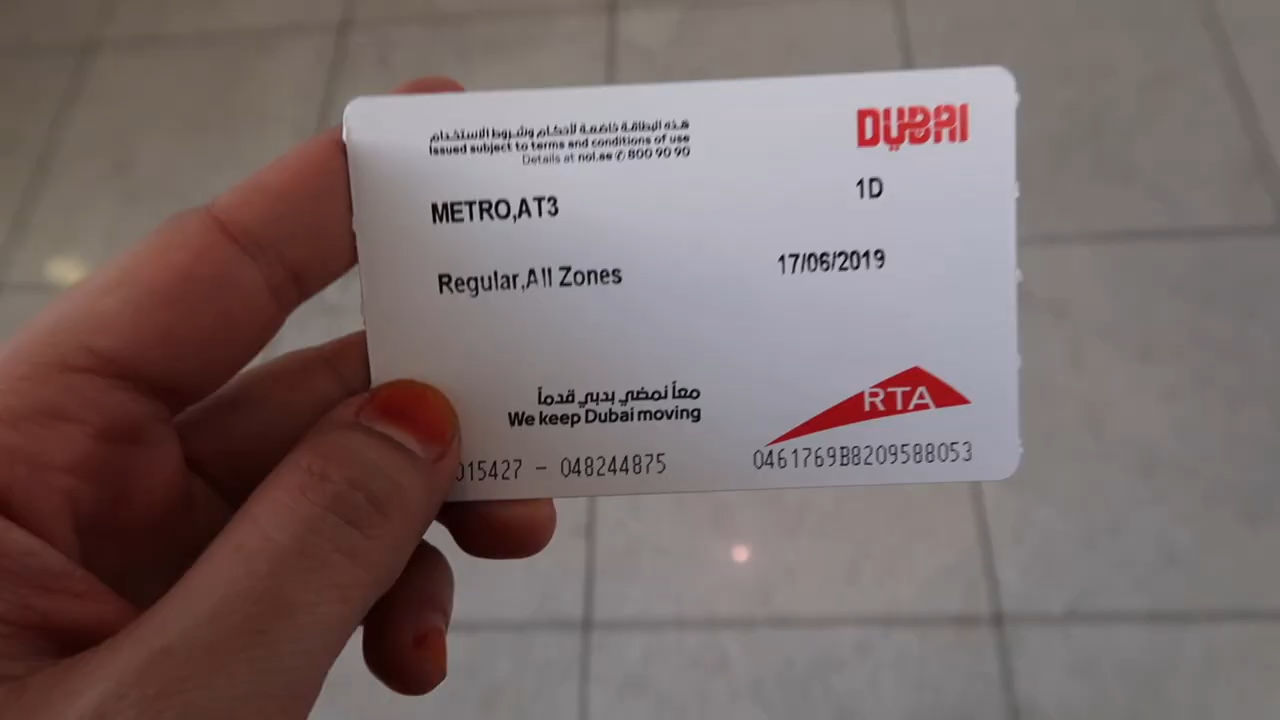 هذه البطاقة خاضعة لأحكام وشروط الاستخدام
Issued subject to terms and conditions of use
Details at nol.ae ✆ 800 90 90
DUBAI
METRO,AT3
1D
Regular,All Zones
17/06/2019
معاً نمضي بدبي قدماً
We keep Dubai moving
RTA
015427 - 048244875
0461769B8209588053